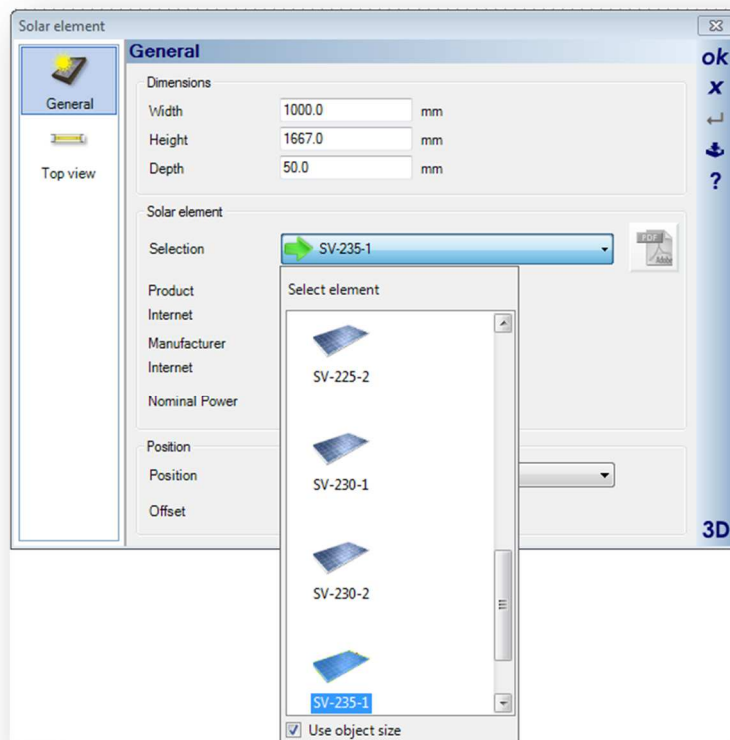 Solar element
General
Top view
General
ok
x
?
3D
Dimensions
Width 1000.0 mm
Height 1667.0 mm
Depth 50.0 mm
Solar element
Selection SV-235-1
PDF
Adobe
Product
Internet
Manufacturer
Internet
Nominal Power
Position
Position
Offset
Select element
SV-225-2
SV-230-1
SV-230-2
SV-235-1
Use object size